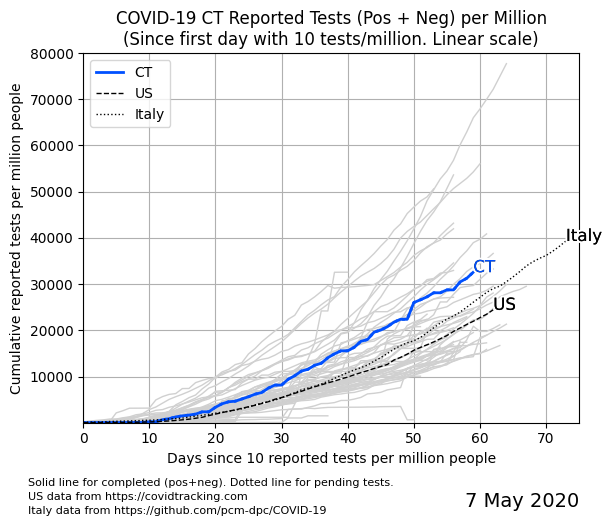 COVID-19 CT Reported Tests (Pos + Neg) per Million
(Since first day with 10 tests/million. Linear scale)
CT
US
Italy
Cumulative reported tests per million people
80000
70000
60000
50000
40000
30000
20000
10000
Italy
CT
US
0 10 20 30 40 50 60 70
Days since 10 reported tests per million people
Solid line for completed (pos+neg). Dotted line for pending tests.
US data from https://covidtracking.com
Italy data from https://github.com/pcm-dpc/COVID-19
7 May 2020